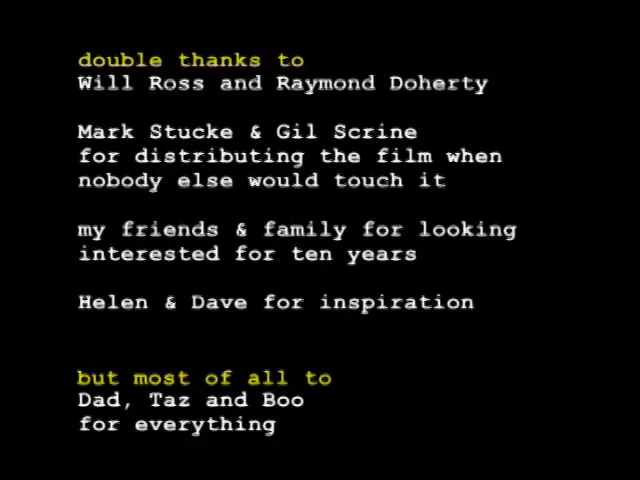 double thanks to
Will Ross and Raymond Doherty
Mark Stucke & Gil Scrine
for distributing the film when
nobody else would touch it
my friends & family for looking
interested for ten years
Helen & Dave for inspiration
but most of all to
Dad, Taz and Boo
for everything